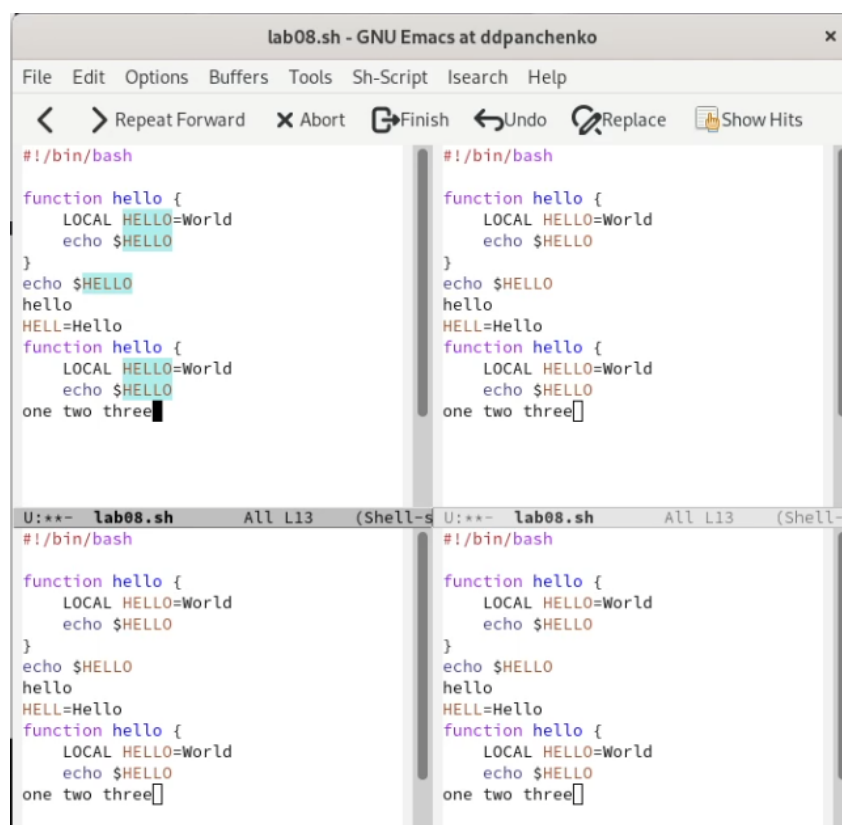 lab08.sh - GNU Emacs at ddpanchenko ×
File Edit Options Buffers Tools Sh-Script Isearch Help
Repeat Forward Abort Finish Undo Replace Show Hits
#!/bin/bash
function hello {
LOCAL HELLO=World
echo $HELLO
}
echo $HELLO
hello
HELL=Hello
function hello {
LOCAL HELLO=World
echo $HELLO
one two three
U:**- lab08.sh All L13 (Shell-s
#!/bin/bash
function hello {
LOCAL HELLO=World
echo $HELLO
}
echo $HELLO
hello
HELL=Hello
function hello {
LOCAL HELLO=World
echo $HELLO
one two three
U:**- lab08.sh All L13 (Shell-
#!/bin/bash
function hello {
LOCAL HELLO=World
echo $HELLO
}
echo $HELLO
hello
HELL=Hello
function hello {
LOCAL HELLO=World
echo $HELLO
one two three
#!/bin/bash
function hello {
LOCAL HELLO=World
echo $HELLO
}
echo $HELLO
hello
HELL=Hello
function hello {
LOCAL HELLO=World
echo $HELLO
one two three